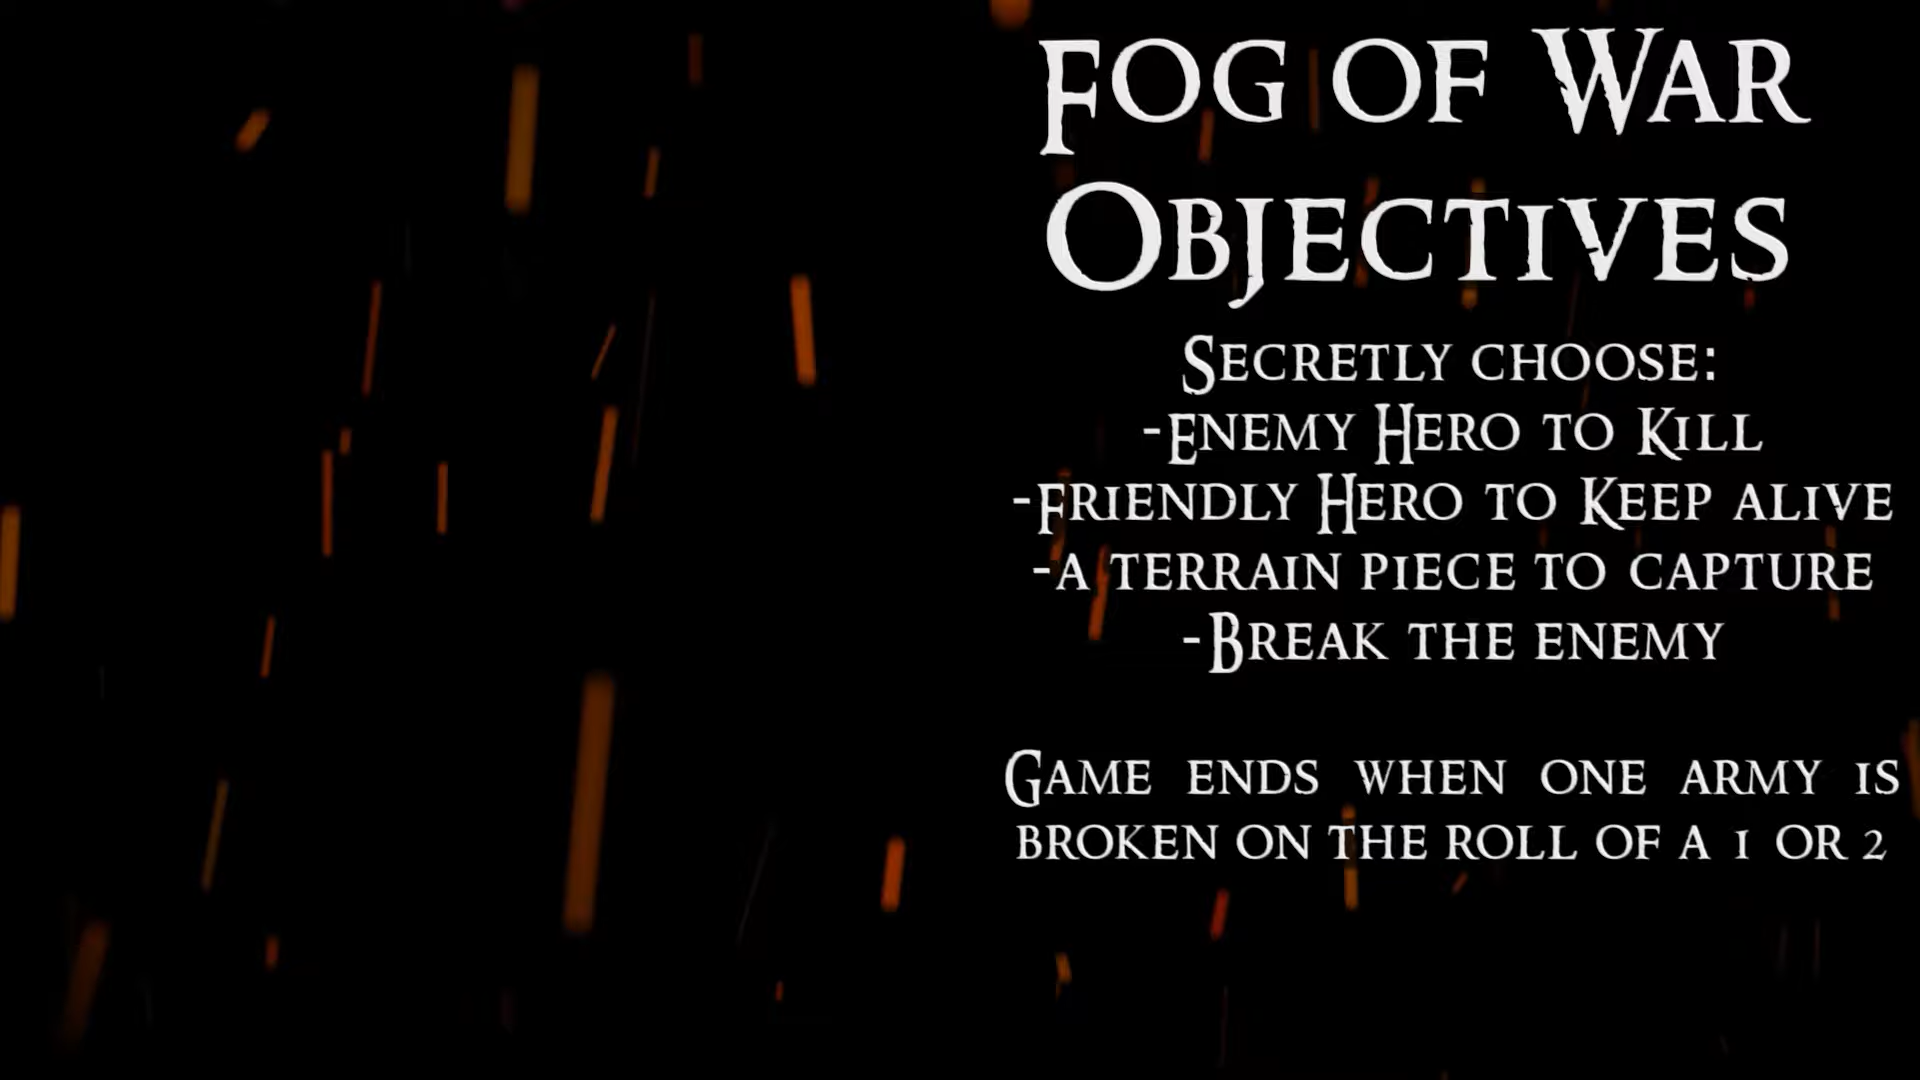 Fog of War
Objectives
Secretly choose:
-Enemy Hero to Kill
-Friendly Hero to Keep alive
-a terrain piece to capture
-Break the enemy
Game ends when one army is
broken on the roll of a 1 or 2